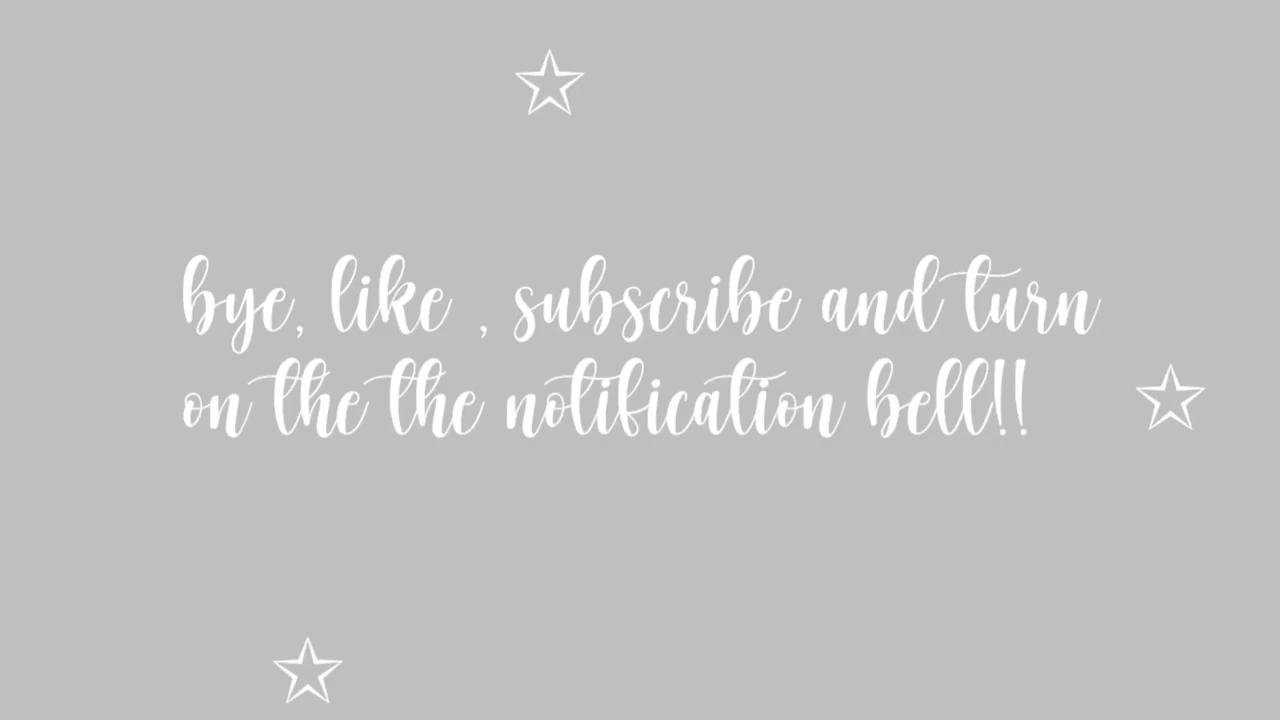 bye, like , subscribe and turn
on the the notification bell!!